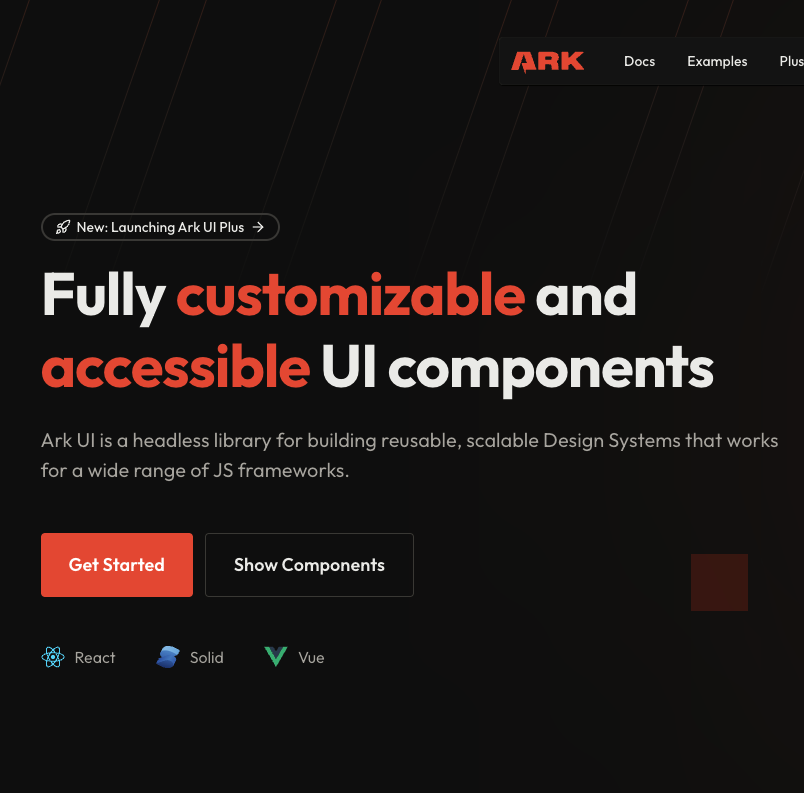 ARK Docs Examples Plus
New: Launching Ark UI Plus
Fully customizable and
accessible UI components
Ark UI is a headless library for building reusable, scalable Design Systems that works
for a wide range of JS frameworks.
Get Started Show Components
React Solid Vue